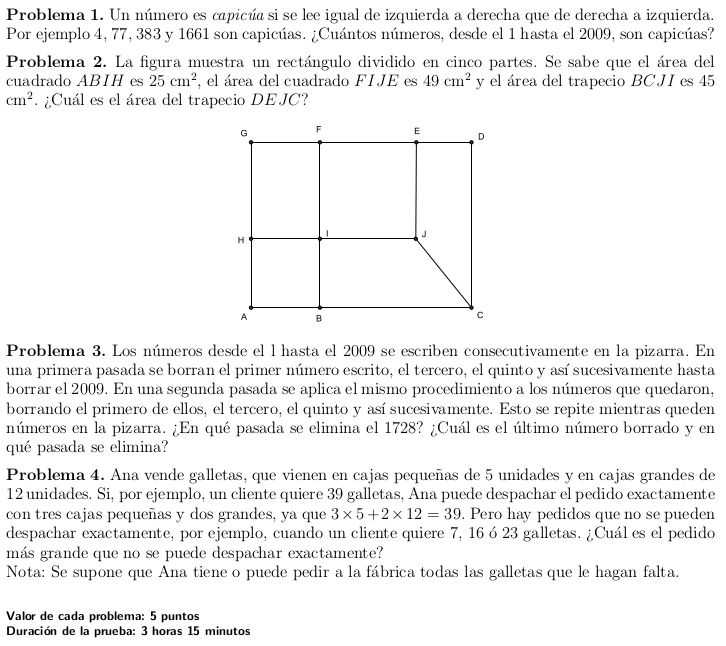 Problema 1. Un número es capicúa si se lee igual de izquierda a derecha que de derecha a izquierda.
Por ejemplo 4, 77, 383 y 1661 son capicúas. ¿Cuántos números, desde el 1 hasta el 2009, son capicúas?
Problema 2. La figura muestra un rectángulo dividido en cinco partes. Se sabe que el área del
cuadrado ABIH es 25 cm², el área del cuadrado FIJE es 49 cm² y el área del trapecio BCJI es 45
cm². ¿Cuál es el área del trapecio DEJC?
G F E D
H I J
A B C
Problema 3. Los números desde el 1 hasta el 2009 se escriben consecutivamente en la pizarra. En
una primera pasada se borran el primer número escrito, el tercero, el quinto y así sucesivamente hasta
borrar el 2009. En una segunda pasada se aplica el mismo procedimiento a los números que quedaron,
borrando el primero de ellos, el tercero, el quinto y así sucesivamente. Esto se repite mientras queden
números en la pizarra. ¿En qué pasada se elimina el 1728? ¿Cuál es el último número borrado y en
qué pasada se elimina?
Problema 4. Ana vende galletas, que vienen en cajas pequeñas de 5 unidades y en cajas grandes de
12 unidades. Si, por ejemplo, un cliente quiere 39 galletas, Ana puede despachar el pedido exactamente
con tres cajas pequeñas y dos grandes, ya que 3 × 5 + 2 × 12 = 39. Pero hay pedidos que no se pueden
despachar exactamente, por ejemplo, cuando un cliente quiere 7, 16 ó 23 galletas. ¿Cuál es el pedido
más grande que no se puede despachar exactamente?
Nota: Se supone que Ana tiene o puede pedir a la fábrica todas las galletas que le hagan falta.
Valor de cada problema: 5 puntos
Duración de la prueba: 3 horas 15 minutos